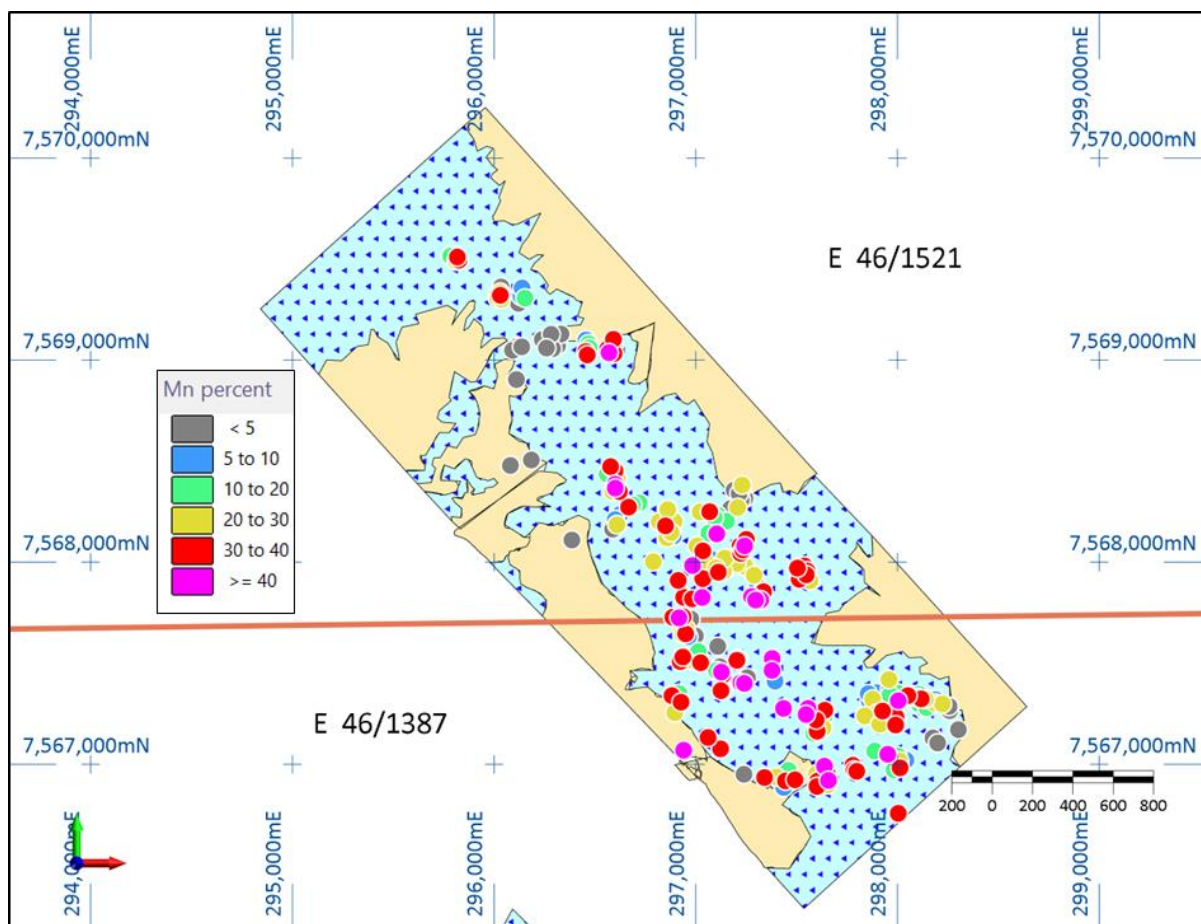 294,000mE
295,000mE
296,000mE
297,000mE
298,000mE
299,000mE
7,570,000mN
7,570,000mN
E 46/1521
7,569,000mN
7,569,000mN
Mn percent
< 5
5 to 10
10 to 20
20 to 30
30 to 40
>= 40
7,568,000mN
7,568,000mN
E 46/1387
7,567,000mN
7,567,000mN
200 0 200 400 600 800
294,000mE
295,000mE
296,000mE
297,000mE
298,000mE
299,000mE